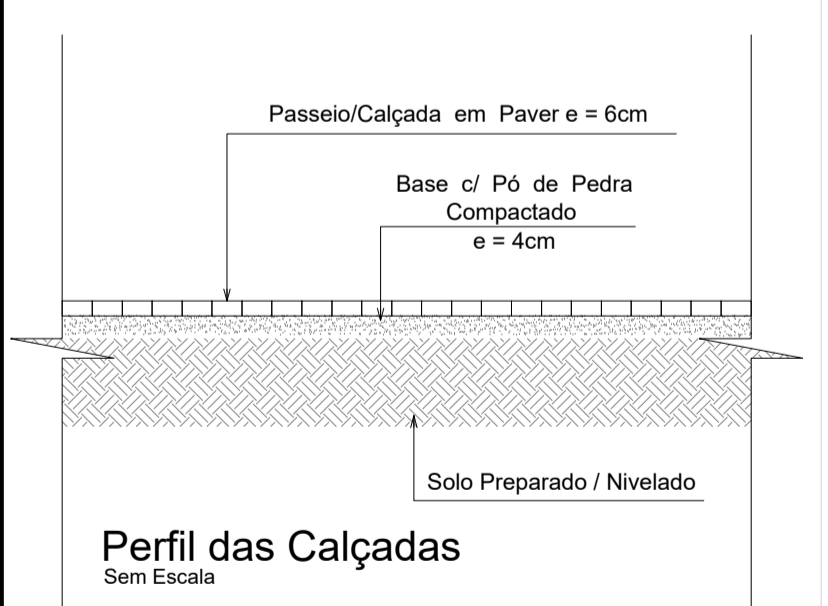 Passeio/Calçada em Paver e = 6cm
Base c/ Pó de Pedra
Compactado
e = 4cm
Solo Preparado / Nivelado
Perfil das Calçadas
Sem Escala